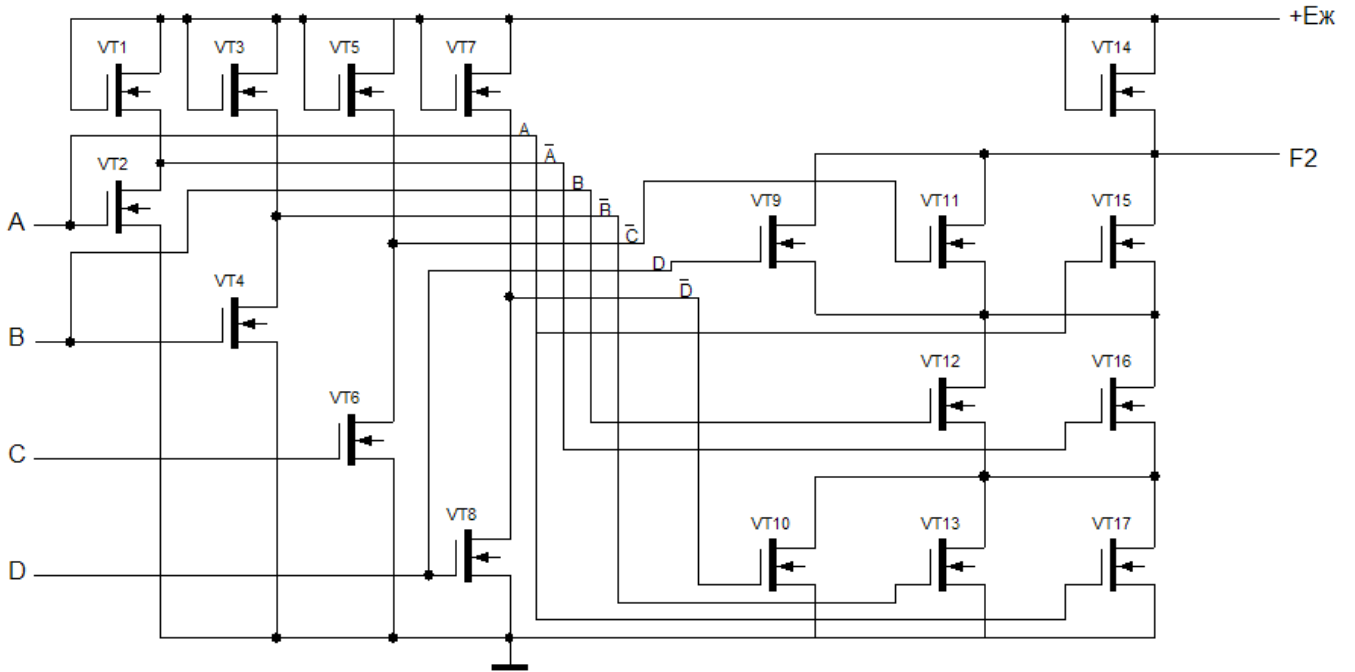 +Eж
VT1
VT3
VT5
VT7
VT14
A
VT2
A̅
F2
B
VT9
VT11
VT15
A
B̅
C̅
D
VT4
D̅
B
VT12
VT16
VT6
C
VT8
VT10
VT13
VT17
D